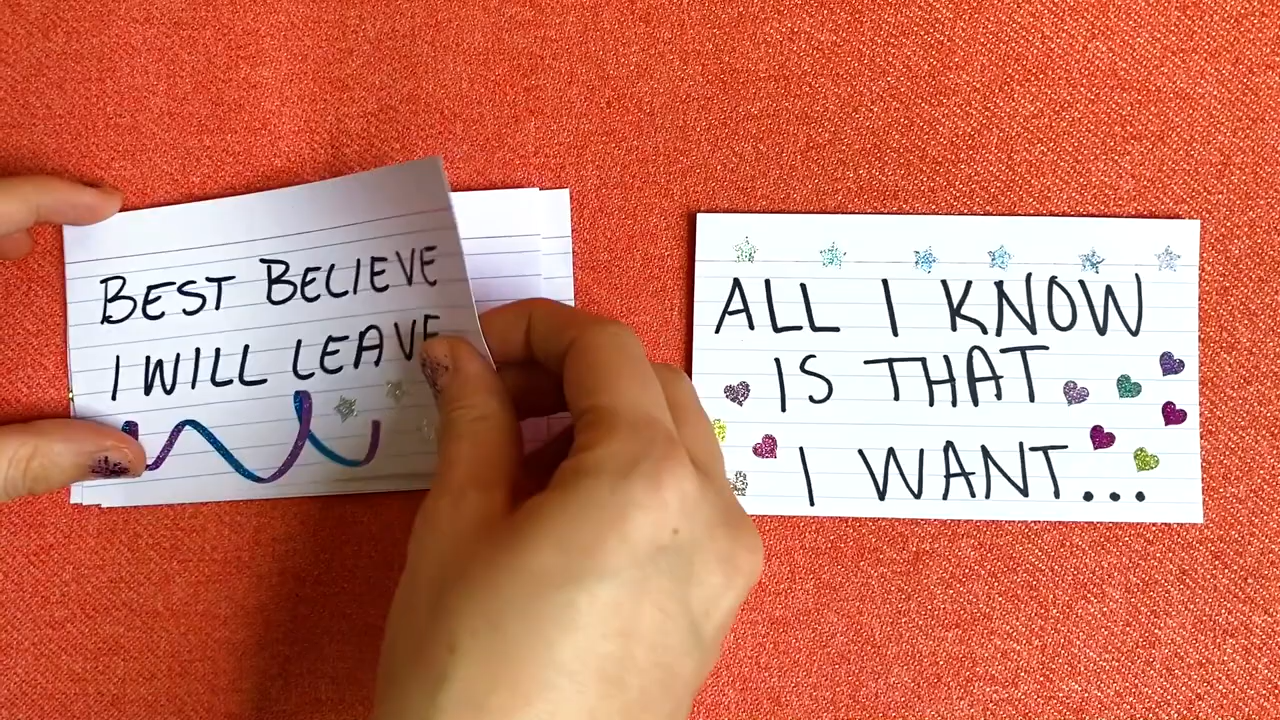 BEST BELIEVE
I WILL LEAVE
ALL I KNOW
IS THAT
I WANT...